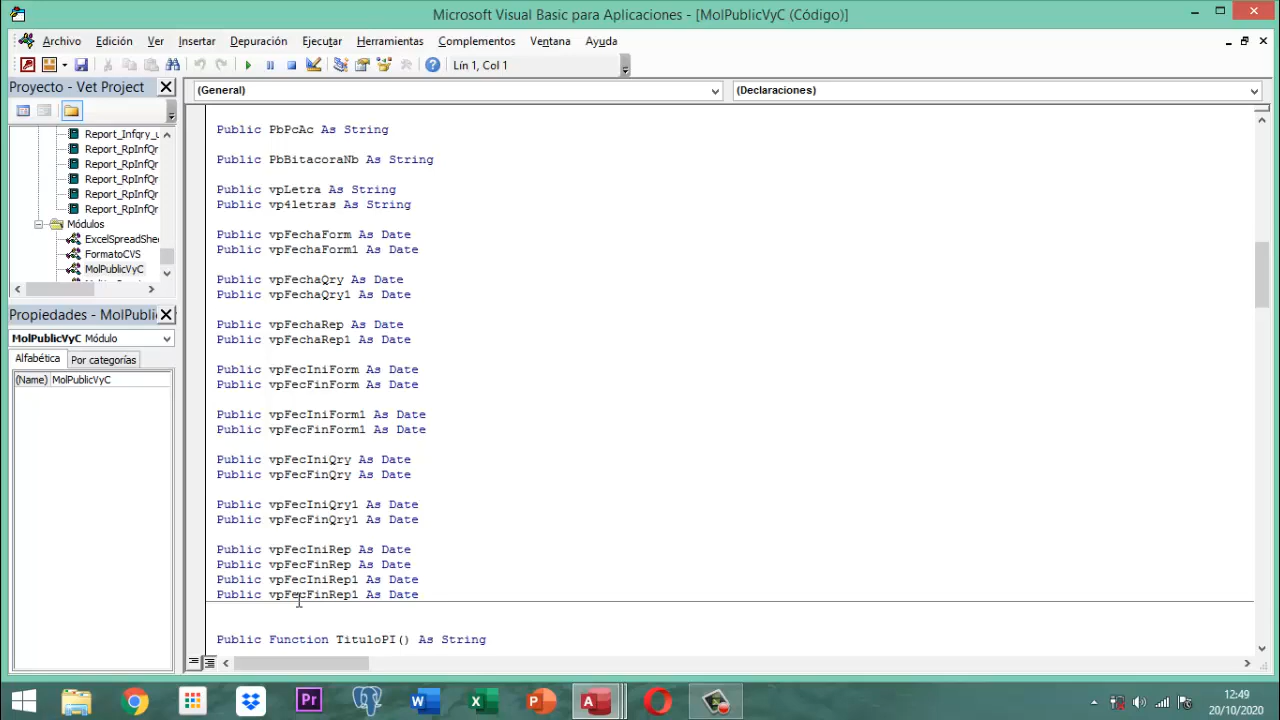 Microsoft Visual Basic para Aplicaciones - [MolPublicVyC (Código)]
Archivo Edición Ver Insertar Depuración Ejecutar Herramientas Complementos Ventana Ayuda
Lín 1, Col 1
Proyecto - Vet Project
(General)
(Declaraciones)
Report_Infqry_u
Report_RpInfQr
Report_RpInfQr
Report_RpInfQr
Report_RpInfQr
Report_RpInfQr
Módulos
ExcelSpreadShe
FormatoCVS
MolPublicVyC
Propiedades - MolPubli
MolPublicVyC Módulo
Alfabética
Por categorías
(Name) MolPublicVyC
Public PbPcAc As String
Public PbBitacoraNb As String
Public vpLetra As String
Public vp4letras As String
Public vpFechaForm As Date
Public vpFechaForm1 As Date
Public vpFechaQry As Date
Public vpFechaQry1 As Date
Public vpFechaRep As Date
Public vpFechaRep1 As Date
Public vpFecIniForm As Date
Public vpFecFinForm As Date
Public vpFecIniForm1 As Date
Public vpFecFinForm1 As Date
Public vpFecIniQry As Date
Public vpFecFinQry As Date
Public vpFecIniQry1 As Date
Public vpFecFinQry1 As Date
Public vpFecIniRep As Date
Public vpFecFinRep As Date
Public vpFecIniRep1 As Date
Public vpFecFinRep1 As Date
Public Function TituloPI() As String
12:49
20/10/2020